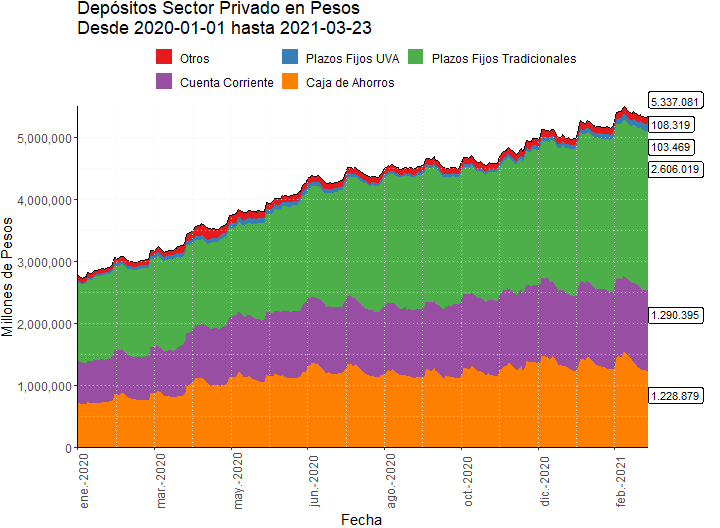 Depósitos Sector Privado en Pesos
Desde 2020-01-01 hasta 2021-03-23
Otros Plazos Fijos UVA Plazos Fijos Tradicionales
Cuenta Corriente Caja de Ahorros
5.337.081
108.319
103.469
2.606.019
1.290.395
1.228.879
5,000,000
4,000,000
3,000,000
2,000,000
1,000,000
0
Millones de Pesos
ene.-2020
mar.-2020
may.-2020
jun.-2020
ago.-2020
oct.-2020
dic.-2020
feb.-2021
Fecha